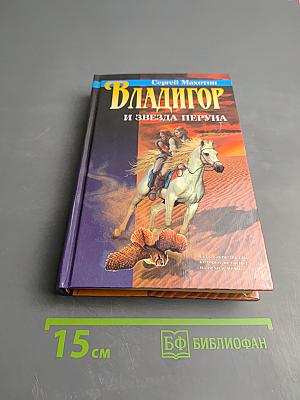 Сергей Махотин
ВЛАДИГОР
И ЗВЕЗДА ПЕРУНА
15 см
БФ БИБЛИОФАН